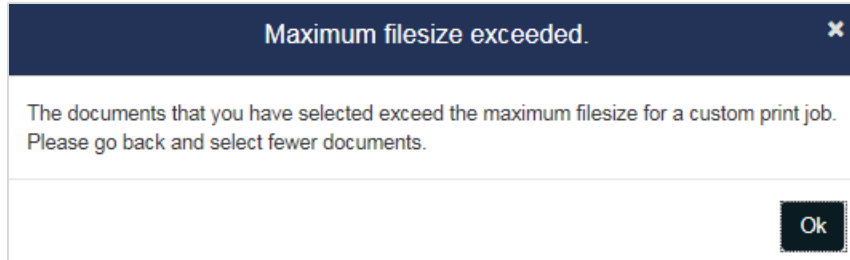 Maximum filesize exceeded.
The documents that you have selected exceed the maximum filesize for a custom print job.
Please go back and select fewer documents.
Ok